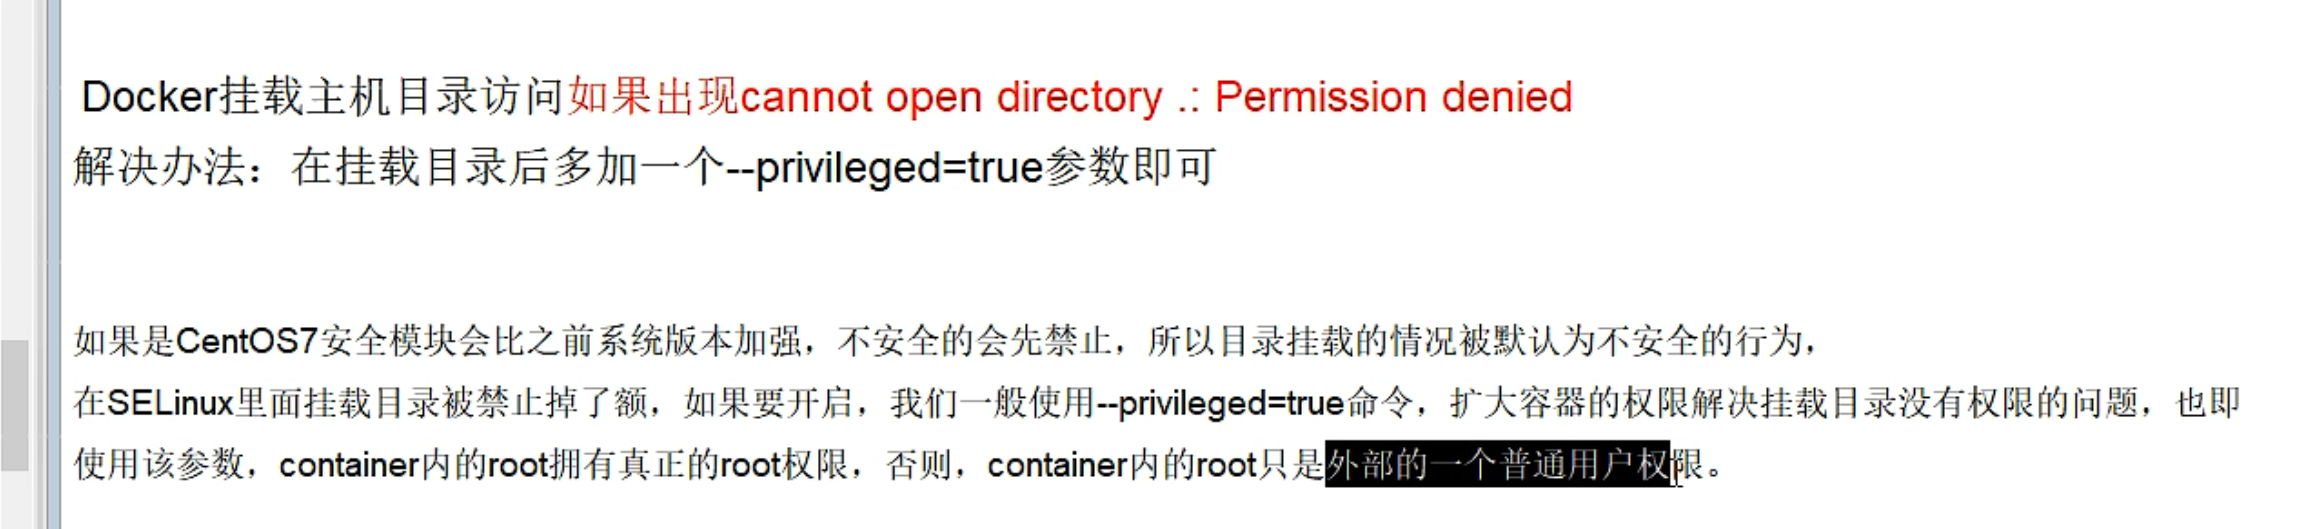 Docker挂载主机目录访问如果出现cannot open directory .: Permission denied
解决办法：在挂载目录后多加一个--privileged=true参数即可
如果是CentOS7安全模块会比之前系统版本加强，不安全的会先禁止，所以目录挂载的情况被默认为不安全的行为，
在SELinux里面挂载目录被禁止掉了额，如果要开启，我们一般使用--privileged=true命令，扩大容器的权限解决挂载目录没有权限的问题，也即
使用该参数，container内的root拥有真正的root权限，否则，container内的root只是外部的一个普通用户权限。